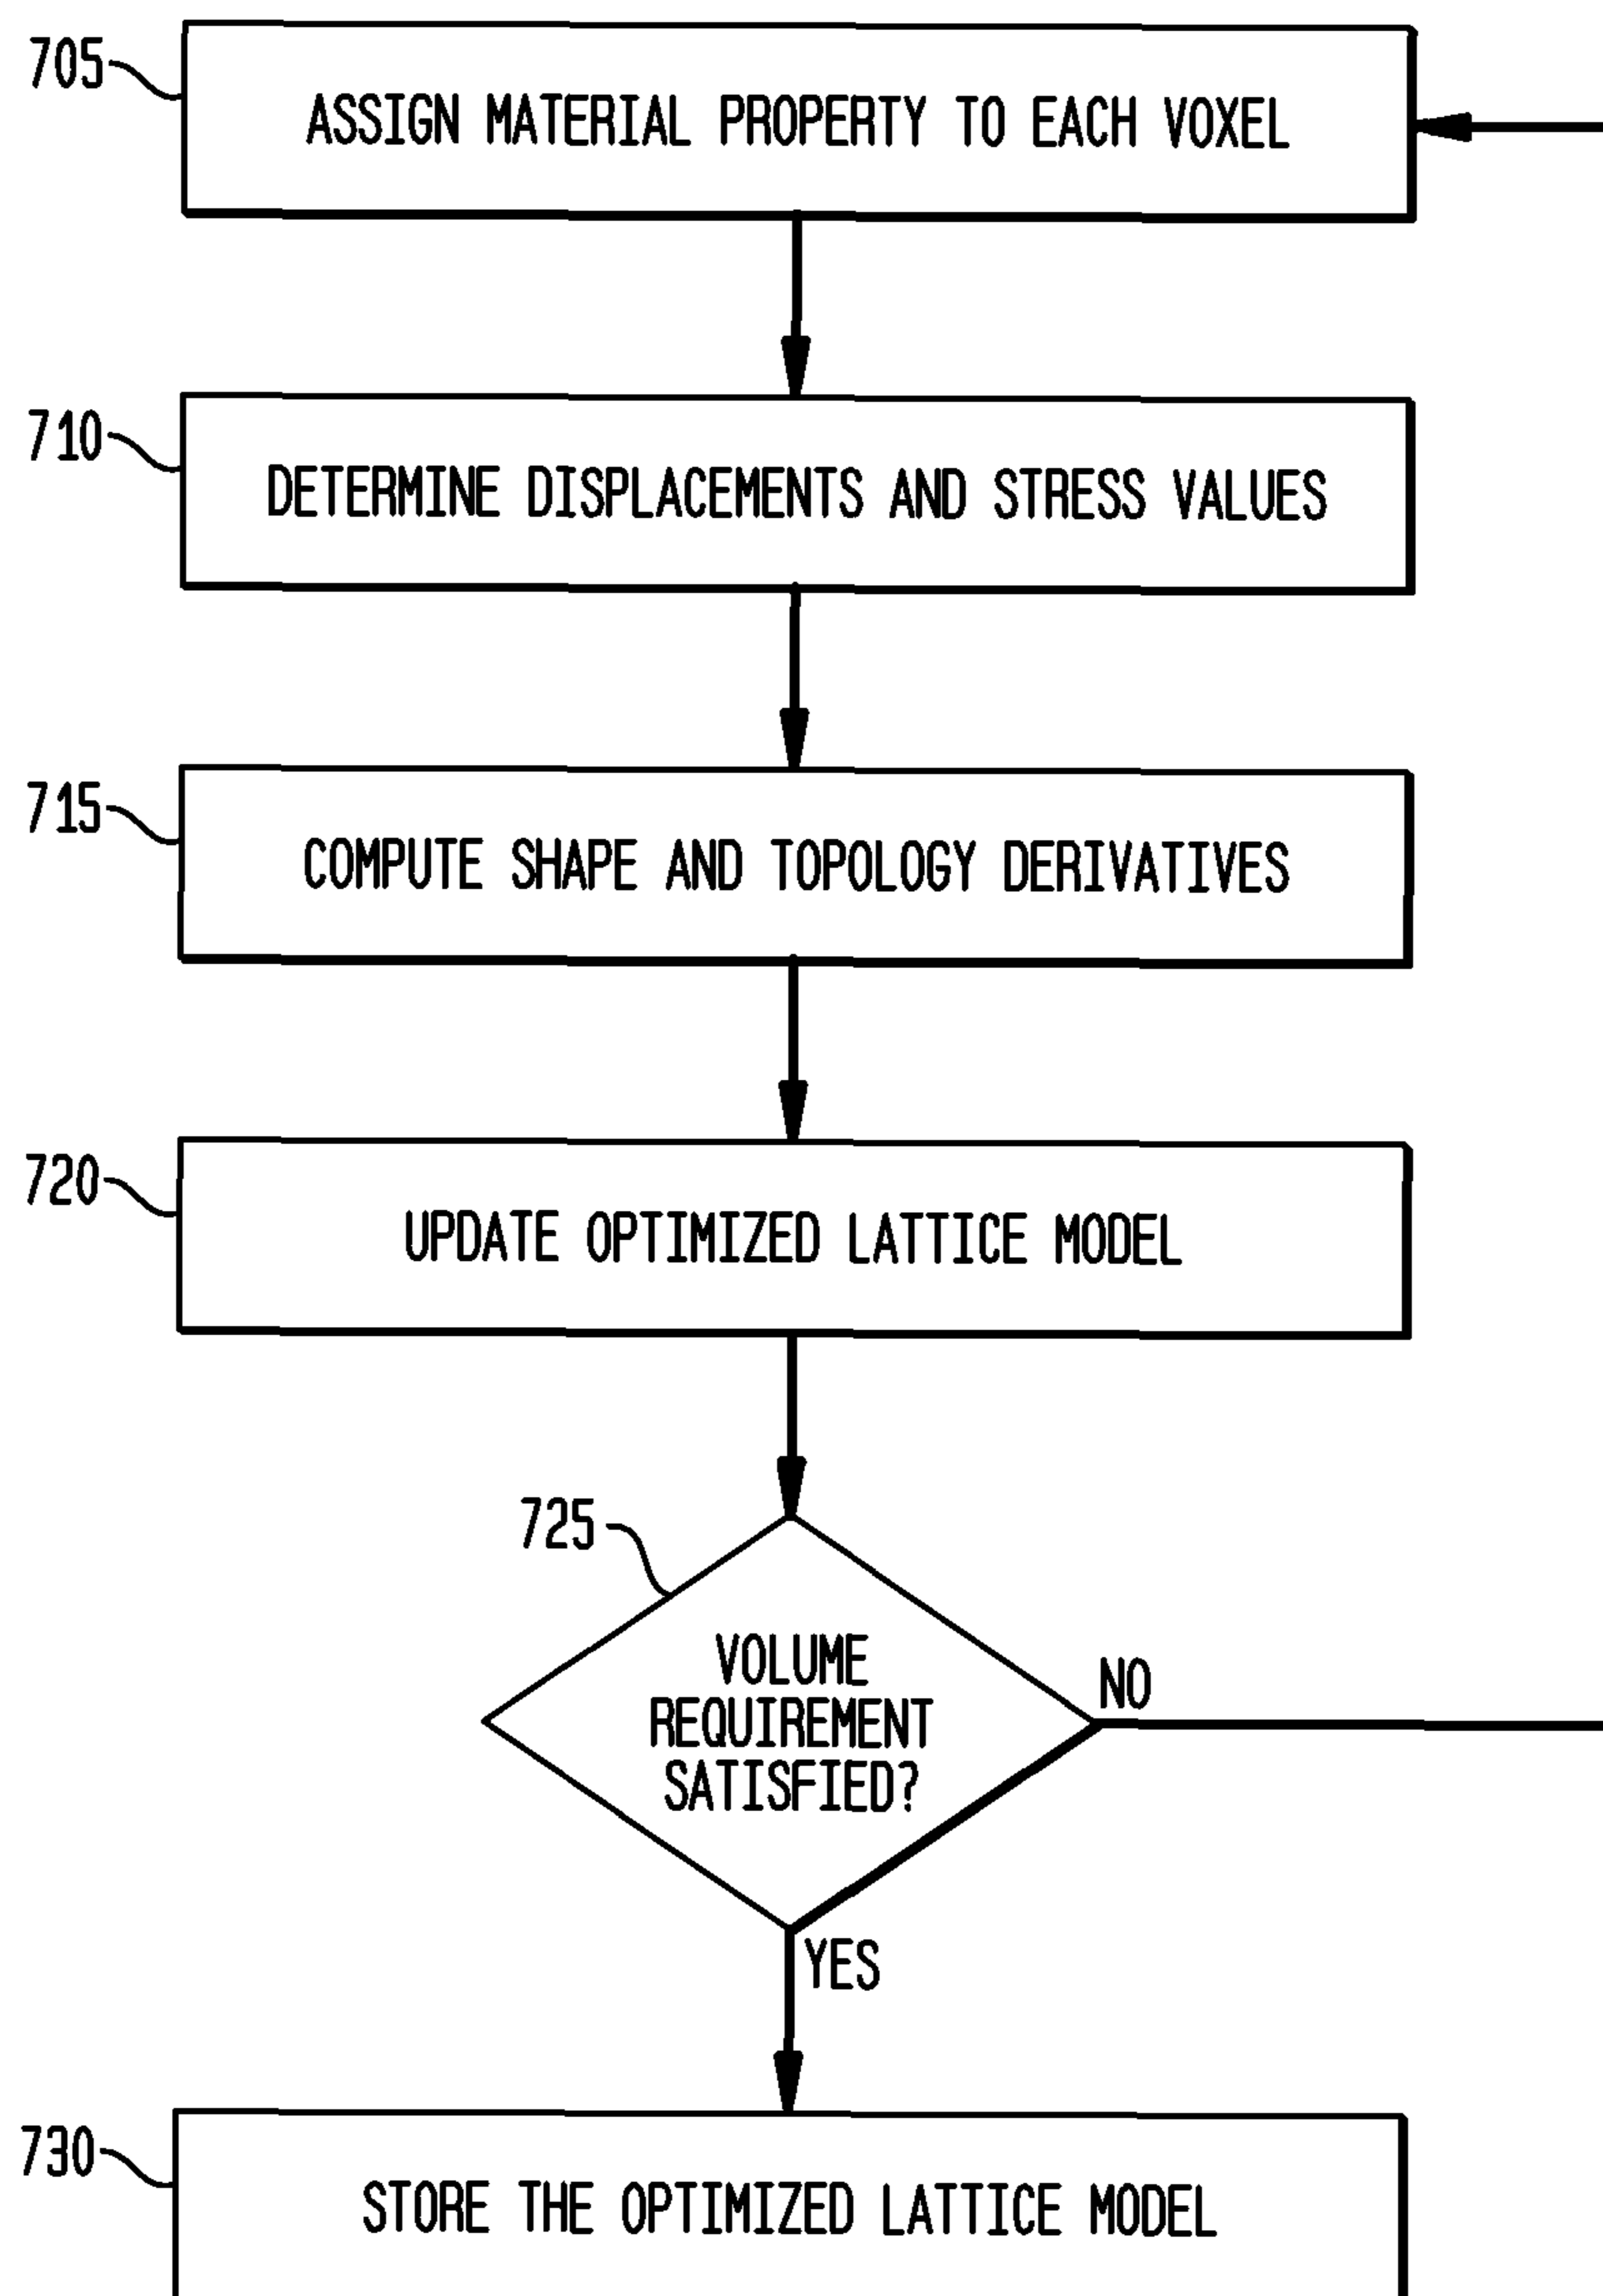 705
ASSIGN MATERIAL PROPERTY TO EACH VOXEL
710
DETERMINE DISPLACEMENTS AND STRESS VALUES
715
COMPUTE SHAPE AND TOPOLOGY DERIVATIVES
720
UPDATE OPTIMIZED LATTICE MODEL
725
VOLUME
REQUIREMENT
SATISFIED?
NO
YES
730
STORE THE OPTIMIZED LATTICE MODEL